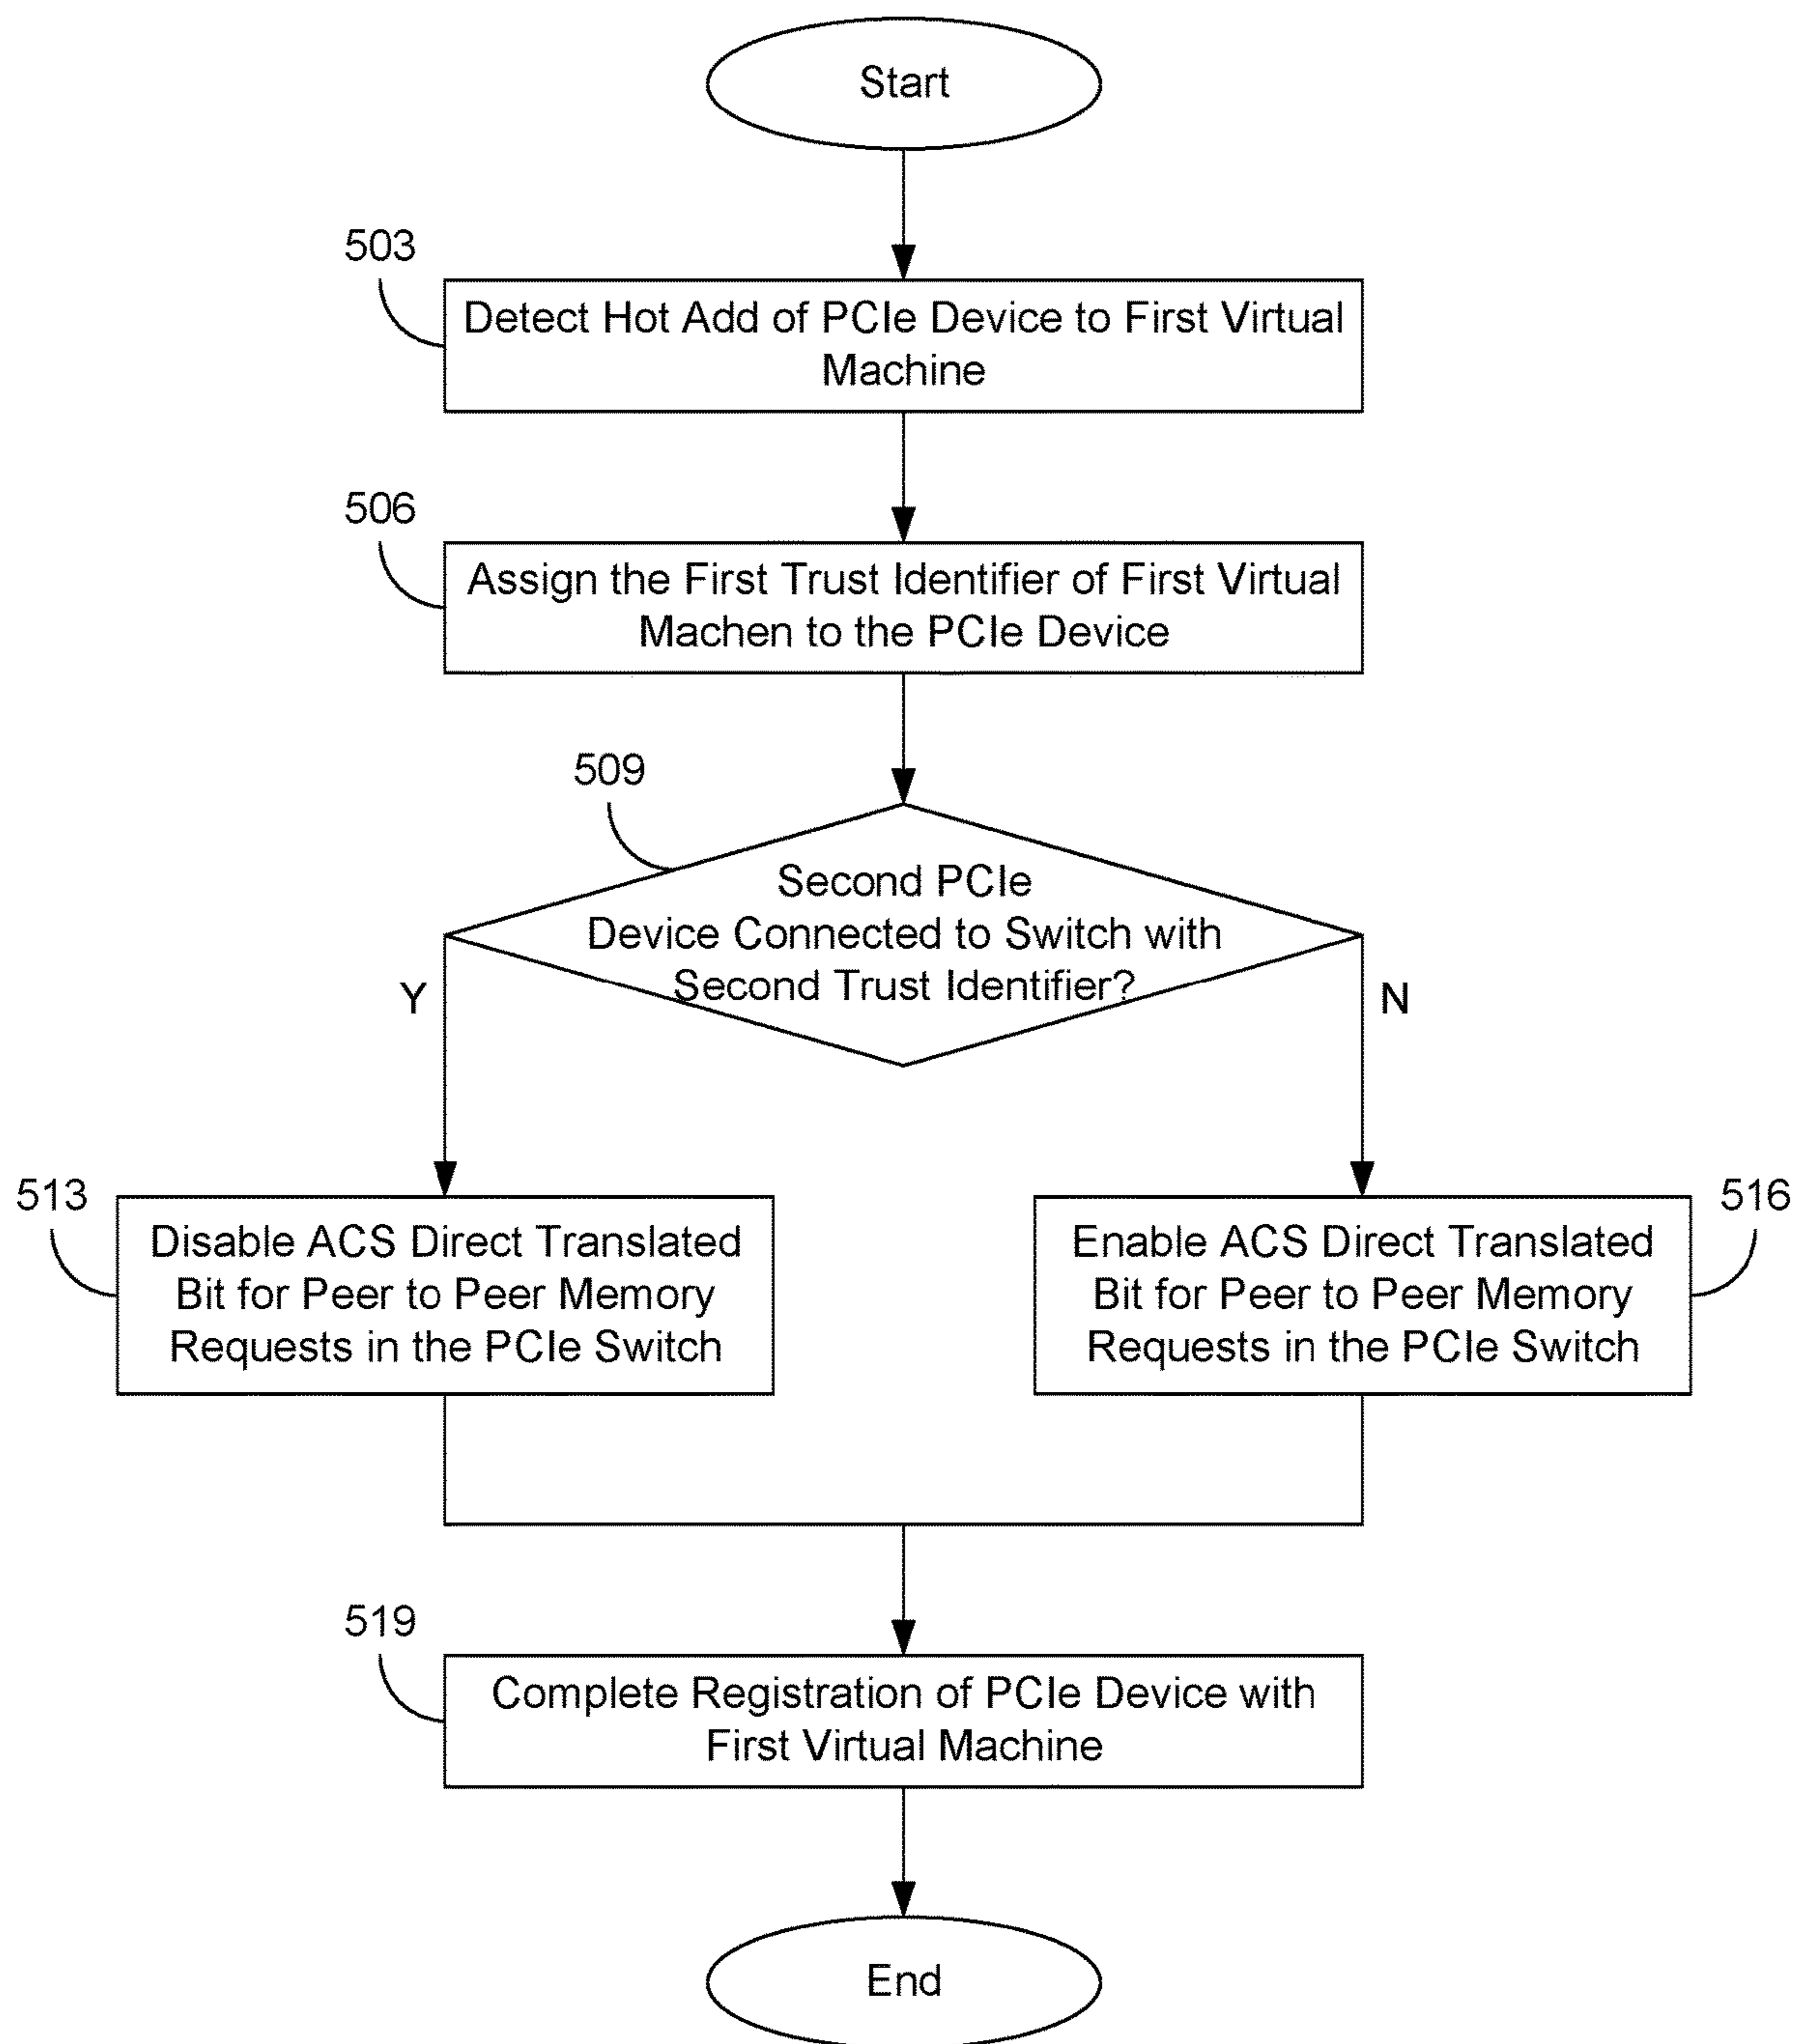 Start
503
Detect Hot Add of PCIe Device to First Virtual
Machine
506
Assign the First Trust Identifier of First Virtual
Machen to the PCIe Device
509
Second PCIe
Device Connected to Switch with
Second Trust Identifier?
Y
N
513
Disable ACS Direct Translated
Bit for Peer to Peer Memory
Requests in the PCIe Switch
516
Enable ACS Direct Translated
Bit for Peer to Peer Memory
Requests in the PCIe Switch
519
Complete Registration of PCIe Device with
First Virtual Machine
End